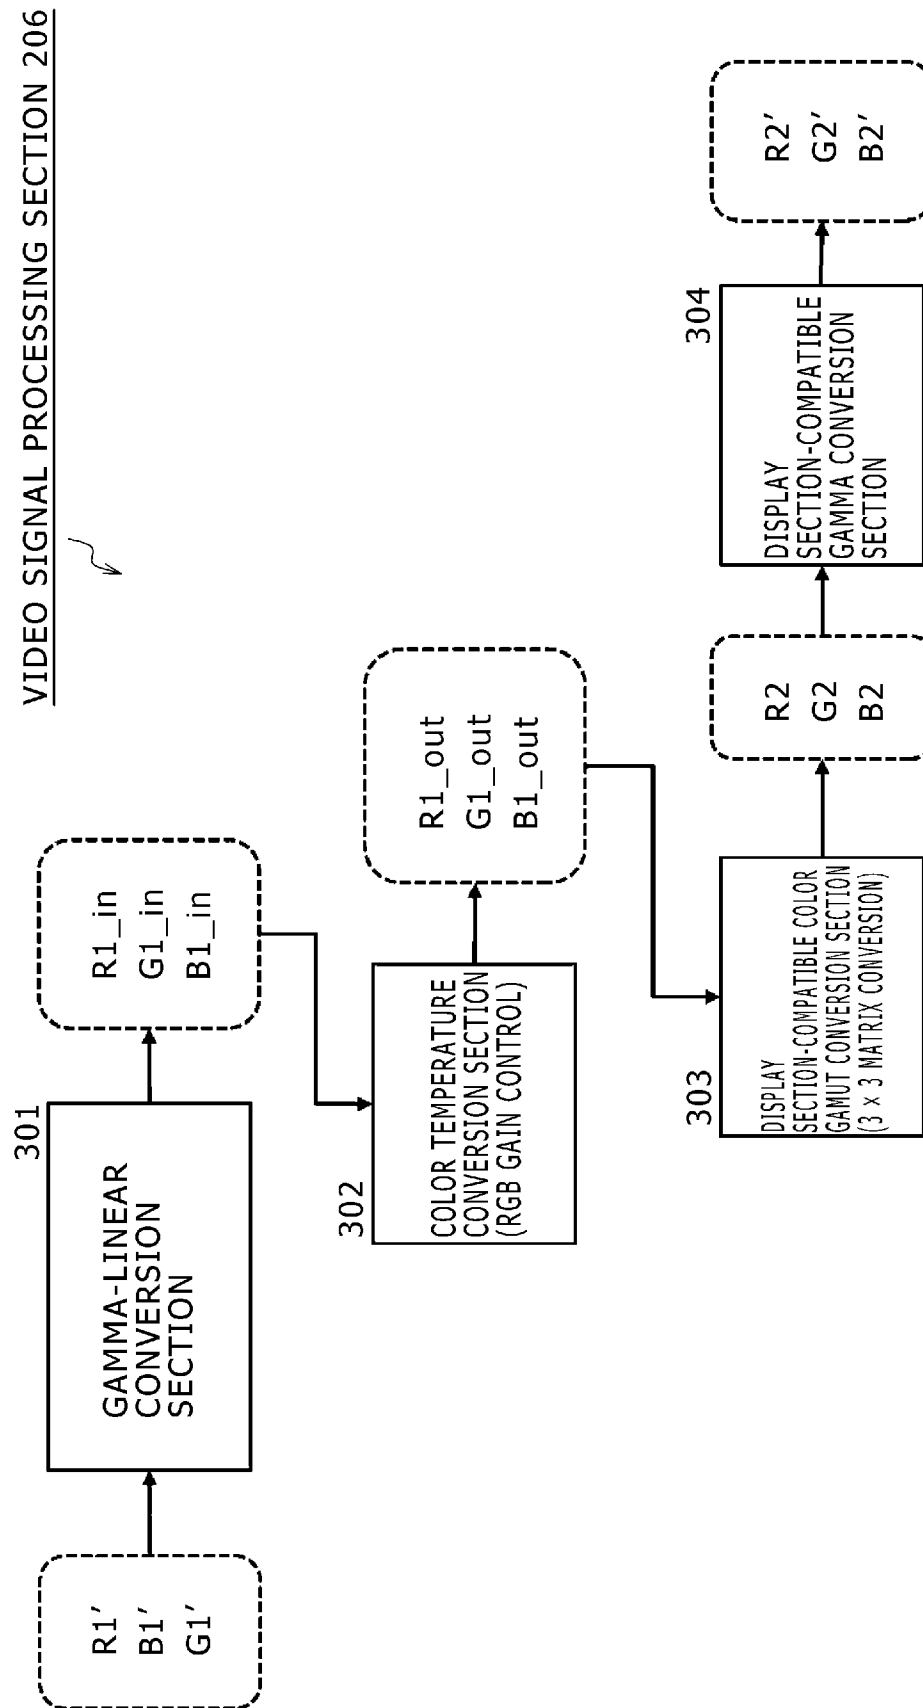 VIDEO SIGNAL PROCESSING SECTION 206
R1′
B1′
G1′
301
GAMMA-LINEAR
CONVERSION
SECTION
R1_in
G1_in
B1_in
302
COLOR TEMPERATURE
CONVERSION SECTION
(RGB GAIN CONTROL)
R1_out
G1_out
B1_out
303
DISPLAY
SECTION-COMPATIBLE COLOR
GAMUT CONVERSION SECTION
(3 × 3 MATRIX CONVERSION)
R2
G2
B2
304
DISPLAY
SECTION-COMPATIBLE
GAMMA CONVERSION
SECTION
R2′
G2′
B2′